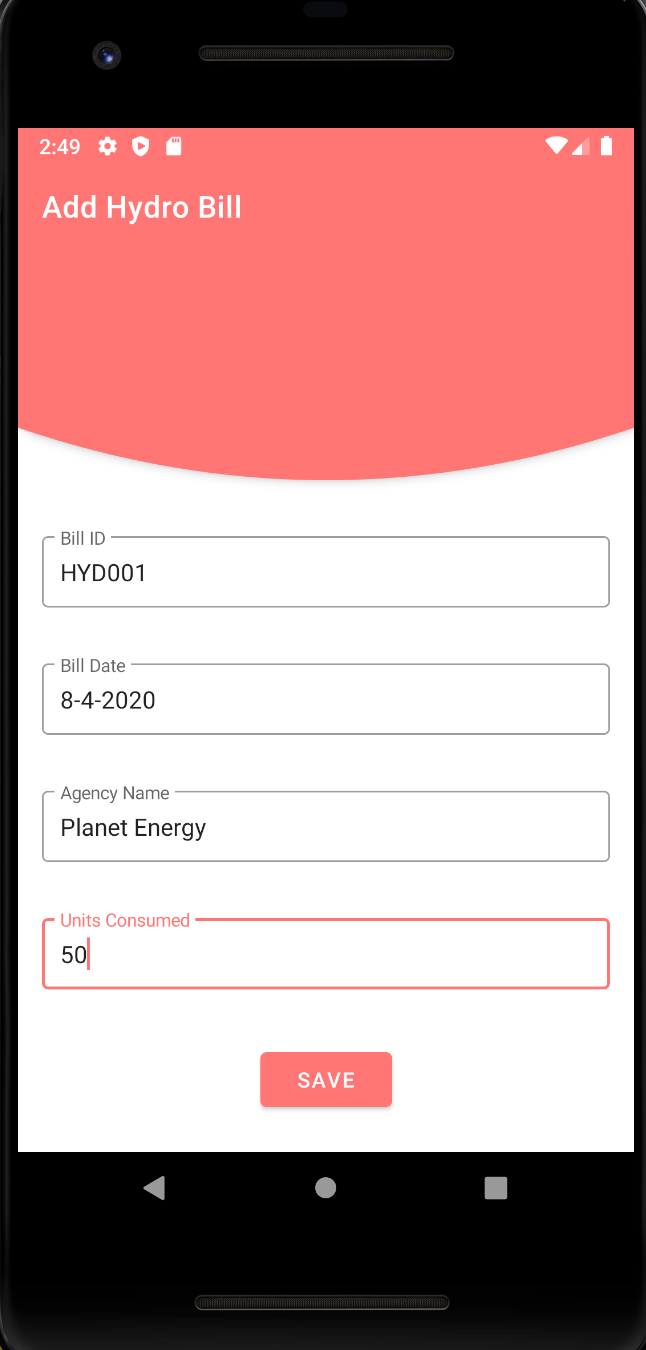 2:49
Add Hydro Bill
Bill ID
HYD001
Bill Date
8-4-2020
Agency Name
Planet Energy
Units Consumed
50
SAVE